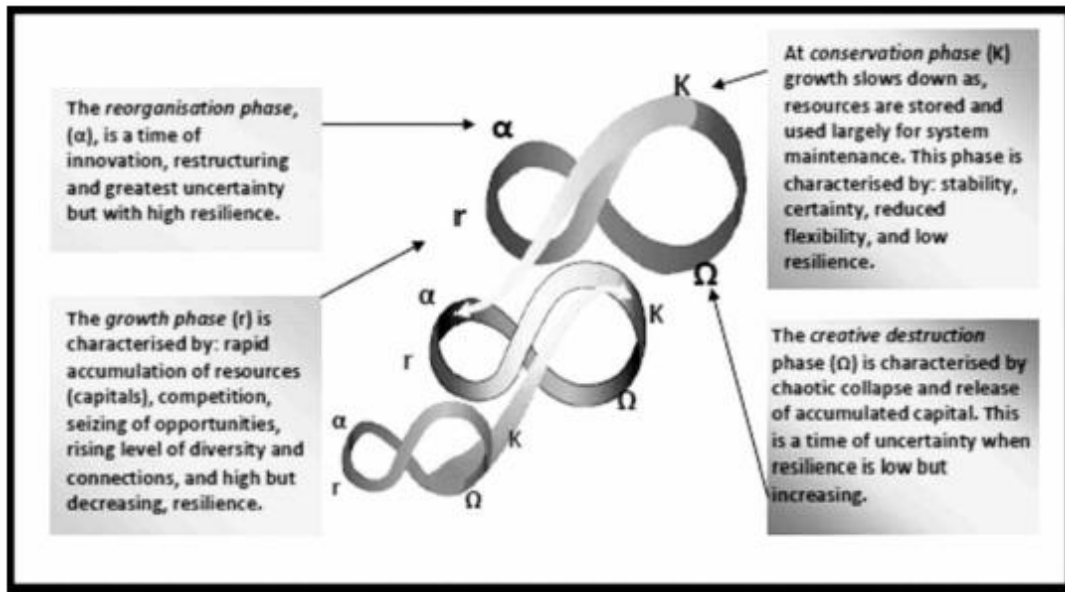 The reorganisation phase,
(α), is a time of
innovation, restructuring
and greatest uncertainty
but with high resilience.
The growth phase (r) is
characterised by: rapid
accumulation of resources
(capitals), competition,
seizing of opportunities,
rising level of diversity and
connections, and high but
decreasing, resilience.
K
α
r
Ω
α
K
r
Ω
α
K
r
Ω
At conservation phase (K)
growth slows down as,
resources are stored and
used largely for system
maintenance. This phase is
characterised by: stability,
certainty, reduced
flexibility, and low
resilience.
The creative destruction
phase (Ω) is characterised by
chaotic collapse and release
of accumulated capital. This
is a time of uncertainty when
resilience is low but
increasing.